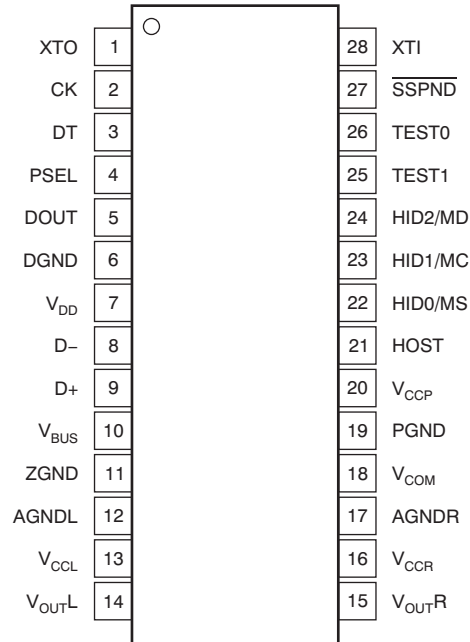 XTO 1 28 XTI
CK 2 27 SSPND
DT 3 26 TEST0
PSEL 4 25 TEST1
DOUT 5 24 HID2/MD
DGND 6 23 HID1/MC
VDD 7 22 HID0/MS
D− 8 21 HOST
D+ 9 20 VCCP
VBUS 10 19 PGND
ZGND 11 18 VCOM
AGNDL 12 17 AGNDR
VCCL 13 16 VCCR
VOUTL 14 15 VOUTR